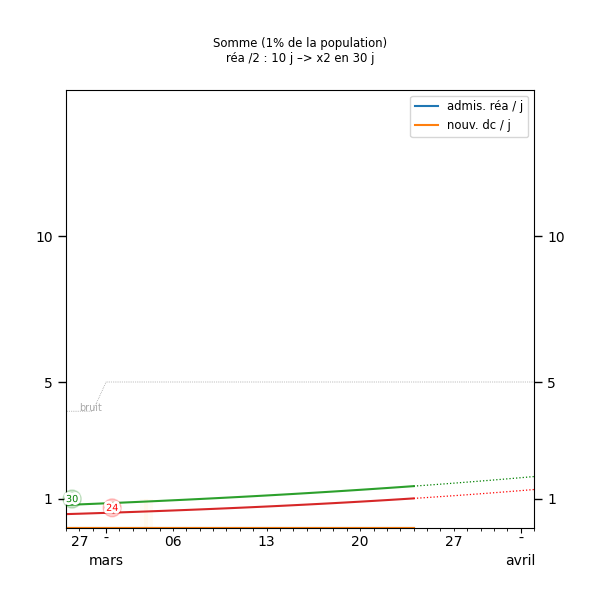 Somme (1% de la population)
réa /2 : 10 j –> x2 en 30 j
admis. réa / j
nouv. dc / j
10 10
5 5
bruit
1 30 24 1
27 - 06 13 20 27 -
mars avril